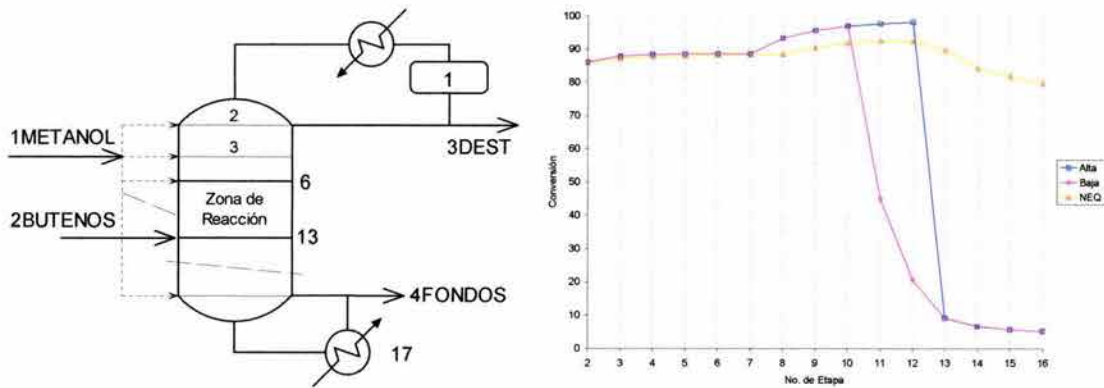 1
2
1METANOL
3
3DEST
6
Zona de
Reacción
2BUTENOS
13
4FONDOS
17
Conversión
100
90
80
70
60
50
40
30
20
10
0
2 3 4 5 6 7 8 9 10 11 12 13 14 15 16
No. de Etapa
Alta
Baja
NEQ